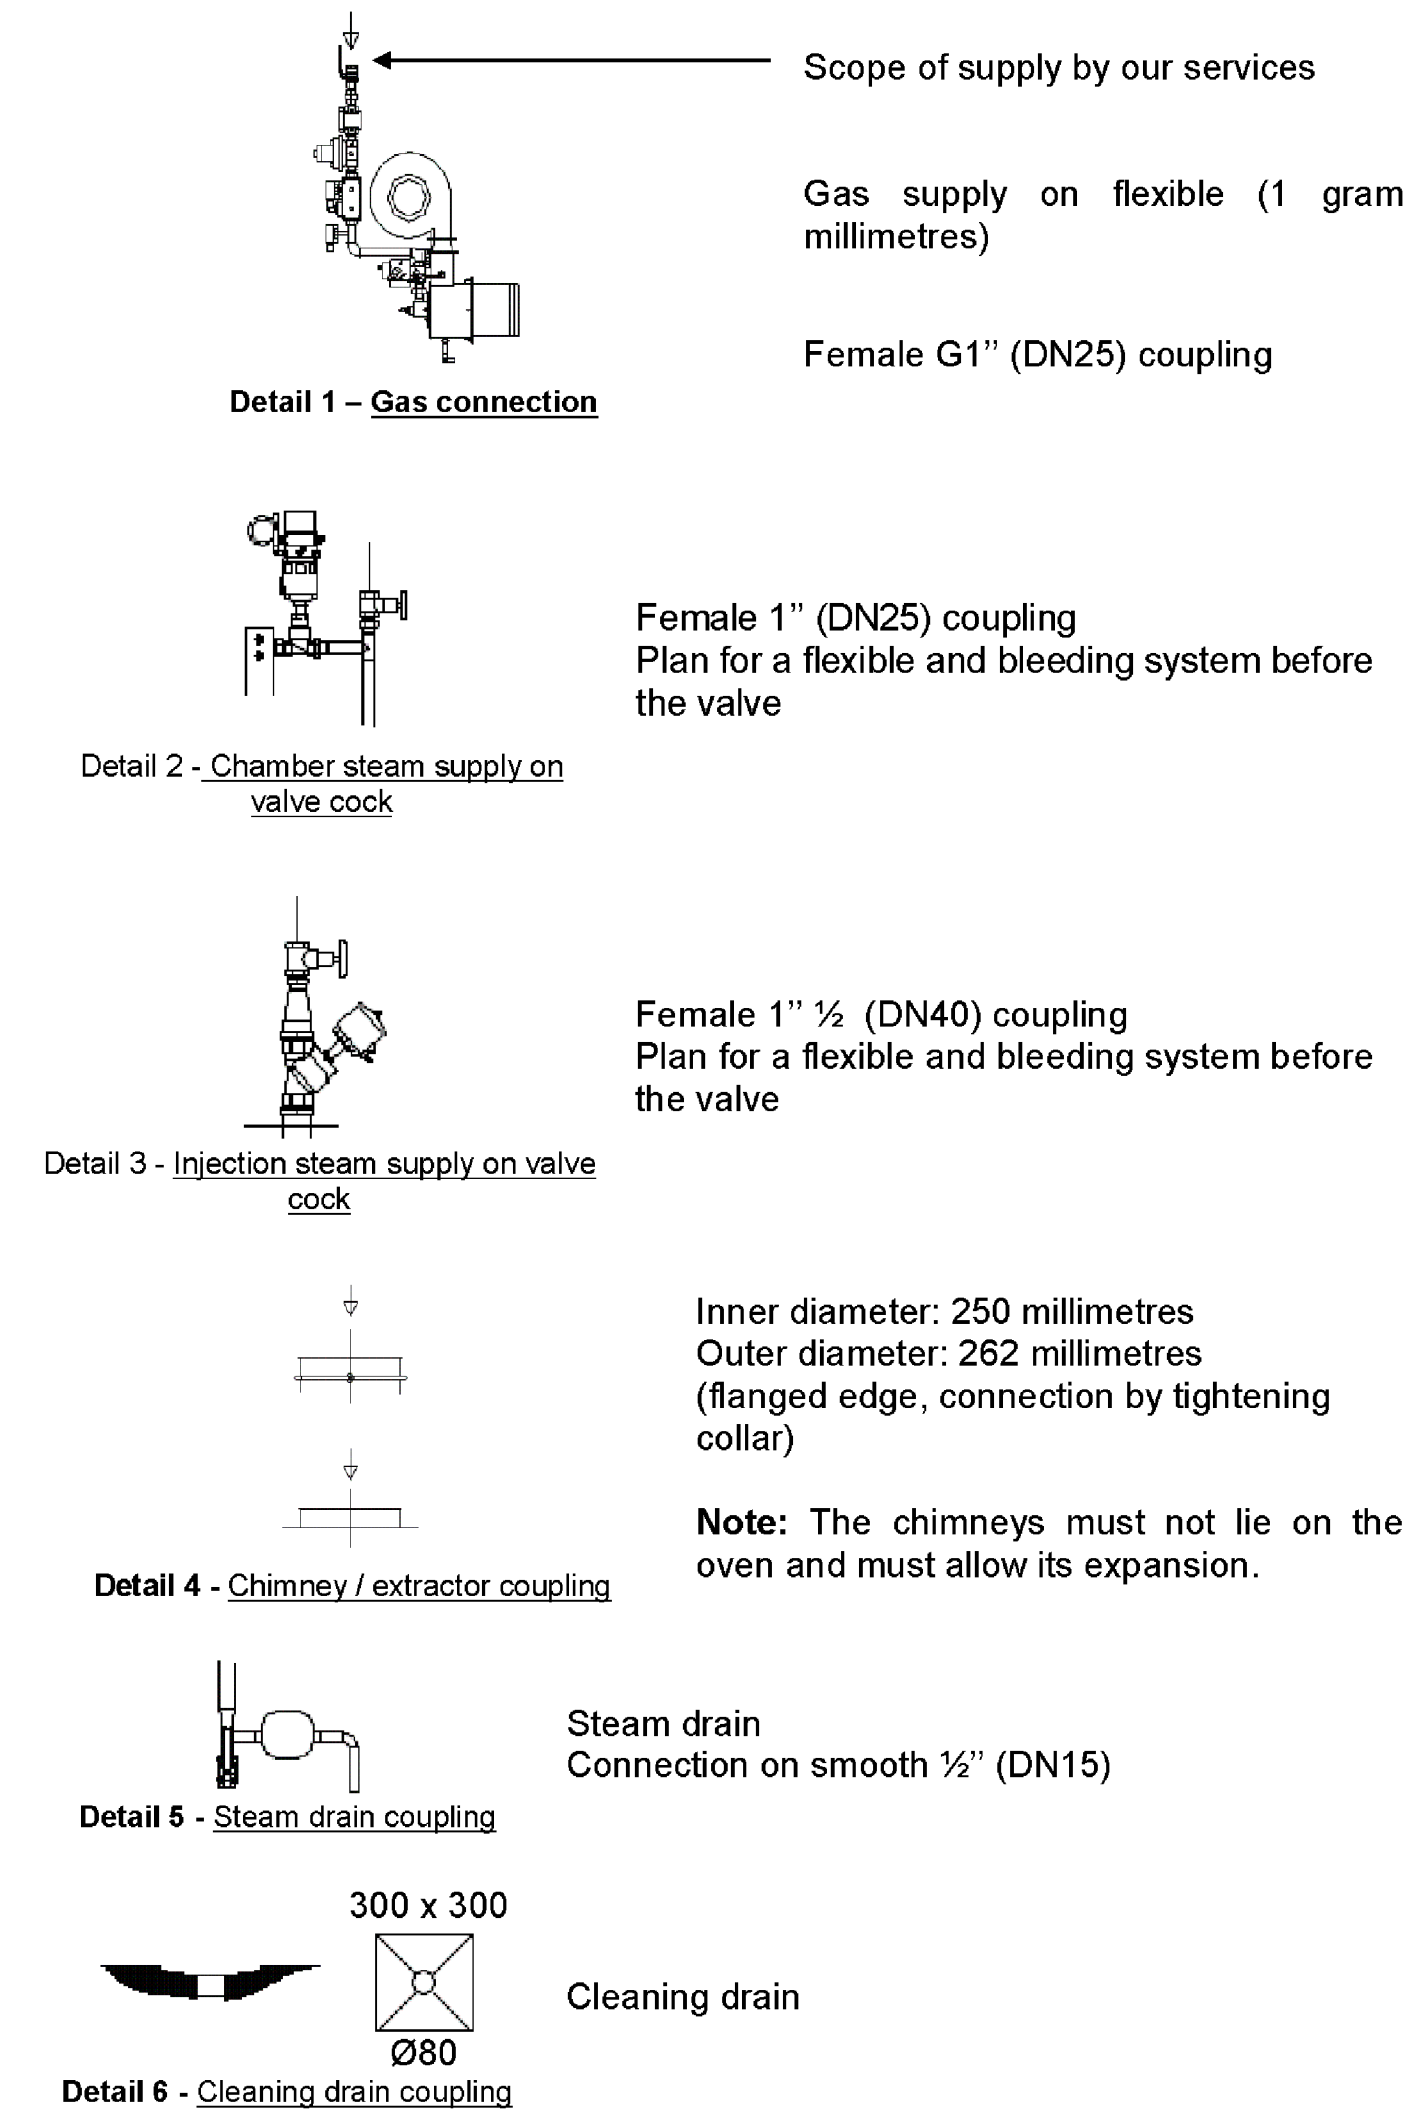 Scope of supply by our services
Gas supply on flexible (1 gram
millimetres)
Female G1’’ (DN25) coupling
Detail 1 – Gas connection
Female 1’’ (DN25) coupling
Plan for a flexible and bleeding system before
the valve
Detail 2 - Chamber steam supply on
valve cock
Female 1’’ ½ (DN40) coupling
Plan for a flexible and bleeding system before
the valve
Detail 3 - Injection steam supply on valve
cock
Inner diameter: 250 millimetres
Outer diameter: 262 millimetres
(flanged edge, connection by tightening
collar)
Note: The chimneys must not lie on the
oven and must allow its expansion.
Detail 4 - Chimney / extractor coupling
Steam drain
Connection on smooth ½’’ (DN15)
Detail 5 - Steam drain coupling
300 x 300
Cleaning drain
Ø80
Detail 6 - Cleaning drain coupling